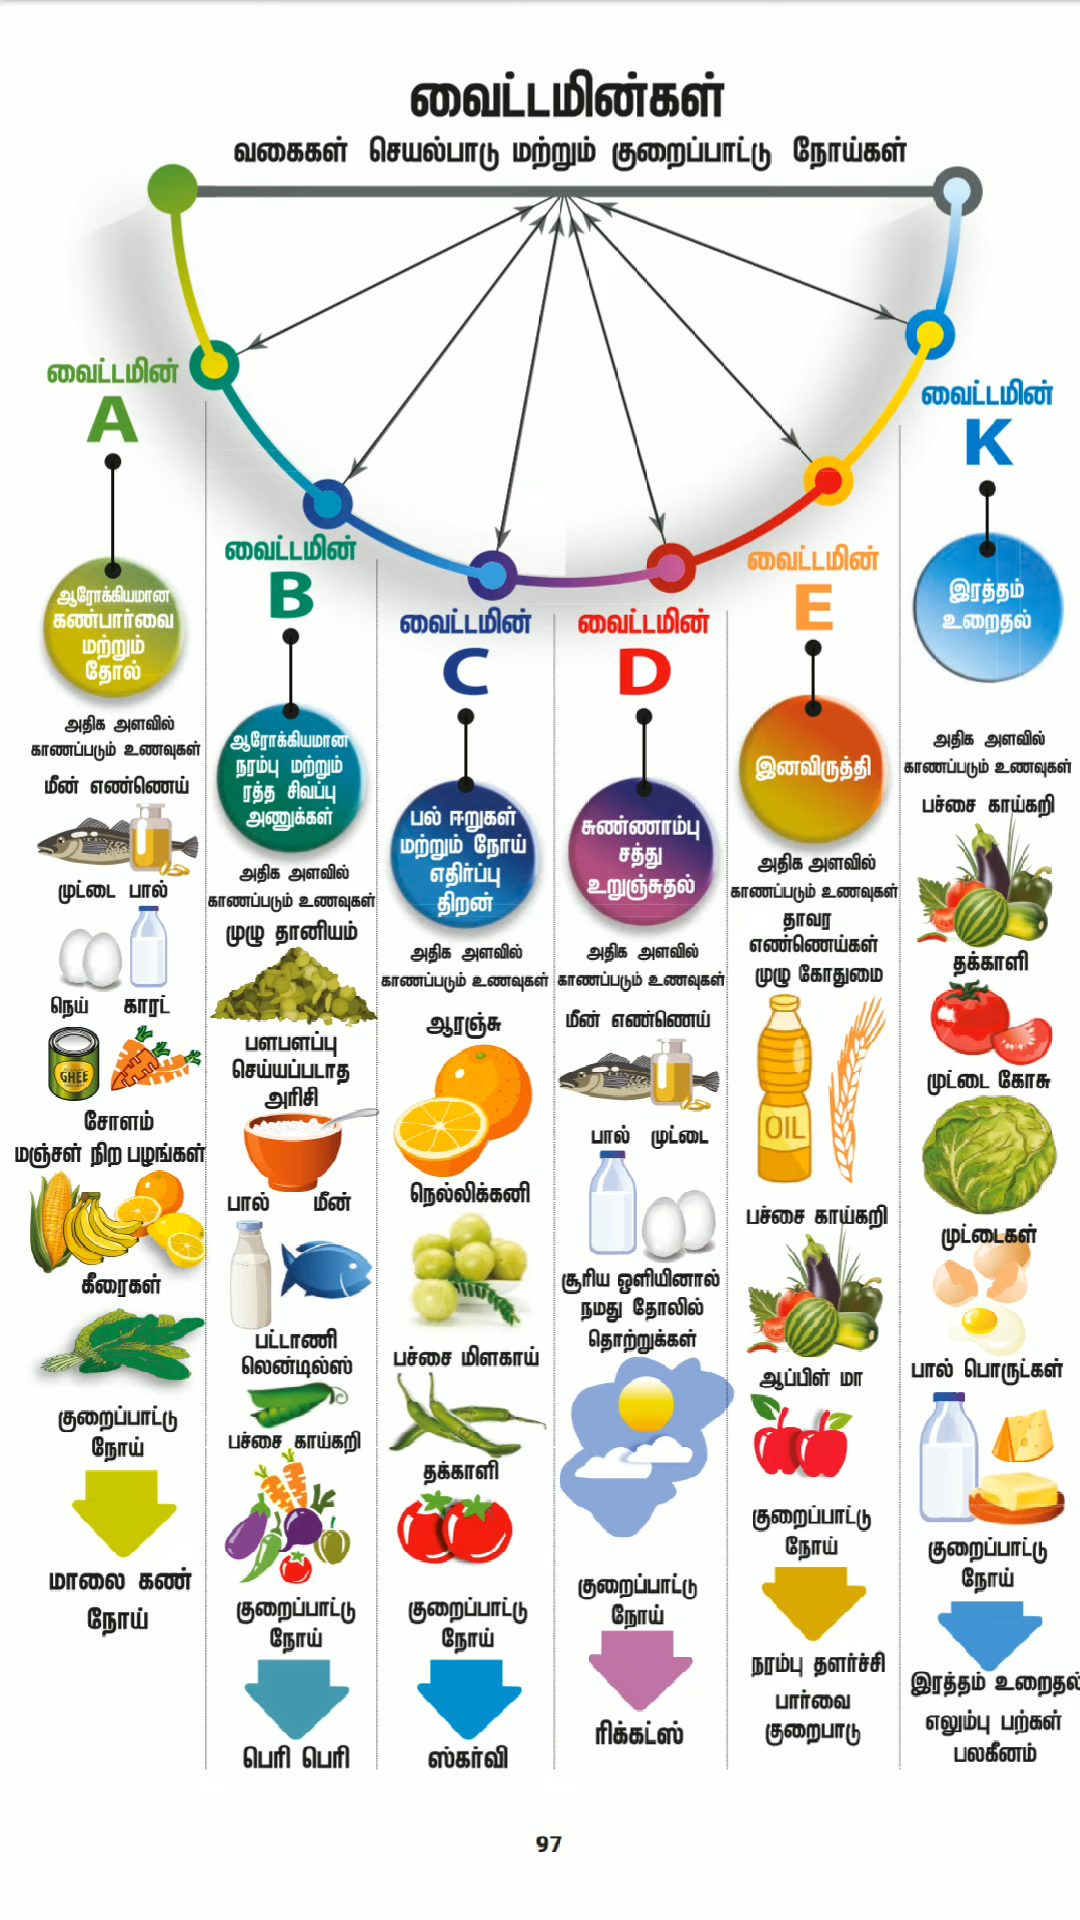 வைட்டமின்கள்
வகைகள் செயல்பாடு மற்றும் குறைப்பாட்டு நோய்கள்
வைட்டமின்
A
ஆரோக்கியமான
கண்பார்வை
மற்றும்
தோல்
அதிக அளவில்
காணப்படும் உணவுகள்
மீன் எண்ணெய்
முட்டை பால்
நெய் காரட்
GHEE
சோளம்
மஞ்சள் நிற பழங்கள்
கீரைகள்
குறைப்பாட்டு
நோய்
மாலை கண்
நோய்
வைட்டமின்
B
ஆரோக்கியமான
நரம்பு மற்றும்
ரத்த சிவப்பு
அணுக்கள்
அதிக அளவில்
காணப்படும் உணவுகள்
முழு தானியம்
பளபளப்பு
செய்யப்படாத
அரிசி
பால் மீன்
பட்டாணி
லென்டில்ஸ்
பச்சை காய்கறி
குறைப்பாட்டு
நோய்
பெரி பெரி
வைட்டமின்
C
பல் ஈறுகள்
மற்றும் நோய்
எதிர்ப்பு
திறன்
அதிக அளவில்
காணப்படும் உணவுகள்
ஆரஞ்சு
நெல்லிக்கனி
பச்சை மிளகாய்
தக்காளி
குறைப்பாட்டு
நோய்
ஸ்கர்வி
வைட்டமின்
D
சுண்ணாம்பு
சத்து
உறுஞ்சுதல்
அதிக அளவில்
காணப்படும் உணவுகள்
மீன் எண்ணெய்
பால் முட்டை
சூரிய ஒளியினால்
நமது தோலில்
தொற்றுக்கள்
குறைப்பாட்டு
நோய்
ரிக்கட்ஸ்
வைட்டமின்
E
இனவிருத்தி
அதிக அளவில்
காணப்படும் உணவுகள்
தாவர
எண்ணெய்கள்
முழு கோதுமை
OIL
பச்சை காய்கறி
ஆப்பிள் மா
குறைப்பாட்டு
நோய்
நரம்பு தளர்ச்சி
பார்வை
குறைபாடு
வைட்டமின்
K
இரத்தம்
உறைதல்
அதிக அளவில்
காணப்படும் உணவுகள்
பச்சை காய்கறி
தக்காளி
முட்டை கோசு
முட்டைகள்
பால் பொருட்கள்
குறைப்பாட்டு
நோய்
இரத்தம் உறைதல்
எலும்பு பற்கள்
பலகீனம்
97